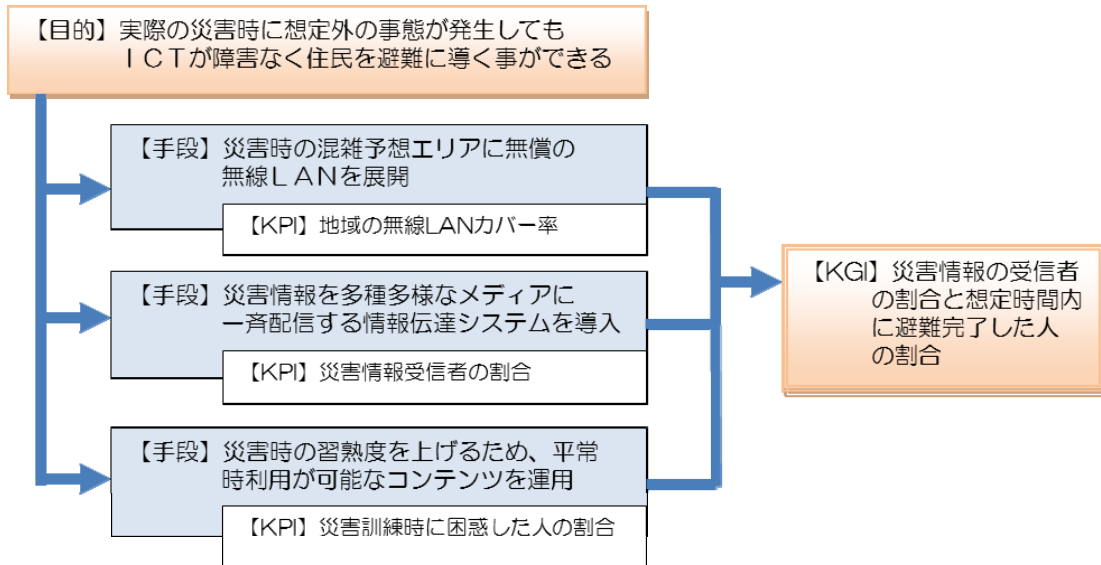 【目的】実際の災害時に想定外の事態が発生しても
ＩＣＴが障害なく住民を避難に導く事ができる
【手段】災害時の混雑予想エリアに無償の
無線ＬＡＮを展開
【KPI】地域の無線LANカバー率
【手段】災害情報を多種多様なメディアに
一斉配信する情報伝達システムを導入
【KPI】災害情報受信者の割合
【手段】災害時の習熟度を上げるため、平常
時利用が可能なコンテンツを運用
【KPI】災害訓練時に困惑した人の割合
【KGI】災害情報の受信者
の割合と想定時間内
に避難完了した人
の割合